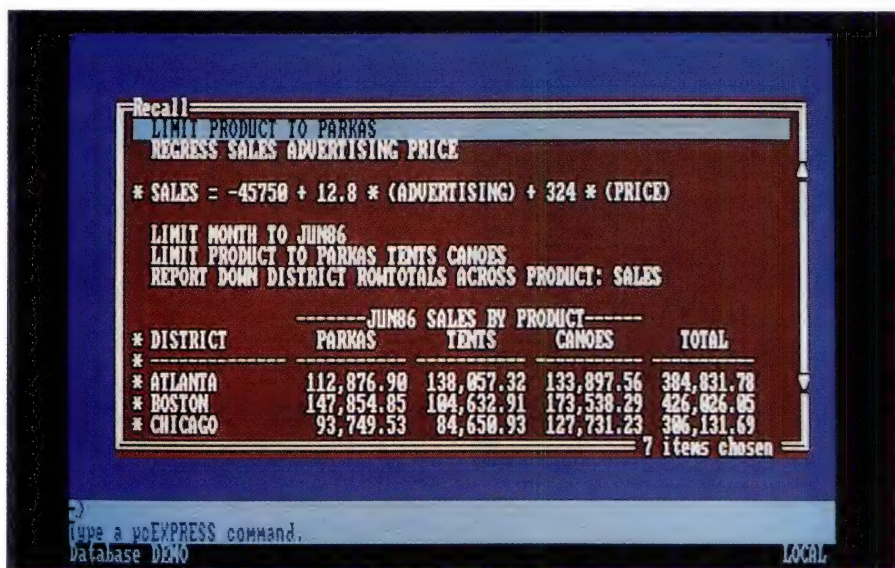 Recall
LIMIT PRODUCT TO PARKAS
REGRESS SALES ADVERTISING PRICE
* SALES = -45750 + 12.8 * (ADVERTISING) + 324 * (PRICE)
LIMIT MONTH TO JUN86
LIMIT PRODUCT TO PARKAS TENTS CANOES
REPORT DOWN DISTRICT ROWTOTALS ACROSS PRODUCT: SALES
-------JUN86 SALES BY PRODUCT------
* DISTRICT PARKAS TENTS CANOES TOTAL
* -------------- ----------- ----------- ----------- -----------
* ATLANTA 112,876.90 138,057.32 133,897.56 384,831.78
* BOSTON 147,854.85 104,632.91 173,538.29 426,026.05
* CHICAGO 93,749.53 84,650.93 127,731.23 306,131.69
7 items chosen
->
Type a pcEXPRESS command.
Database DEMO LOCAL